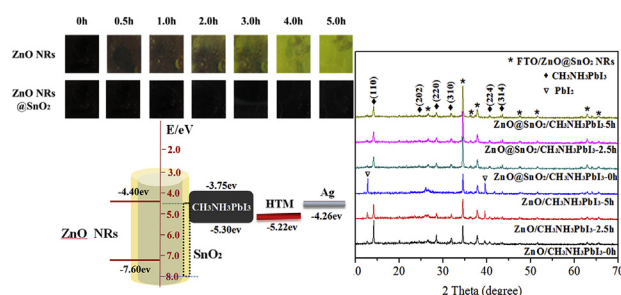 0h 0.5h 1.0h 2.0h 3.0h 4.0h 5.0h
ZnO NRs
ZnO NRs
@SnO₂
E/eV
2.0
3.0
4.0
5.0
6.0
7.0
8.0
-4.40ev
-7.60ev
ZnO NRs
SnO₂
-3.75ev
CH3NH3PbI3
-5.30ev
HTM
-5.22ev
Ag
-4.26ev
* FTO/ZnO@SnO₂ NRs
♦ CH3NH3PbI3
▽ PbI₂
(110)
(202)
(220)
(310)
(224)
(314)
ZnO@SnO₂/CH3NH3PbI3-5h
ZnO@SnO₂/CH3NH3PbI3-2.5h
ZnO@SnO₂/CH3NH3PbI3-0h
ZnO/CH3NH3PbI3-5h
ZnO/CH3NH3PbI3-2.5h
ZnO/CH3NH3PbI3-0h
0 10 20 30 40 50 60 70
2 Theta (degree)